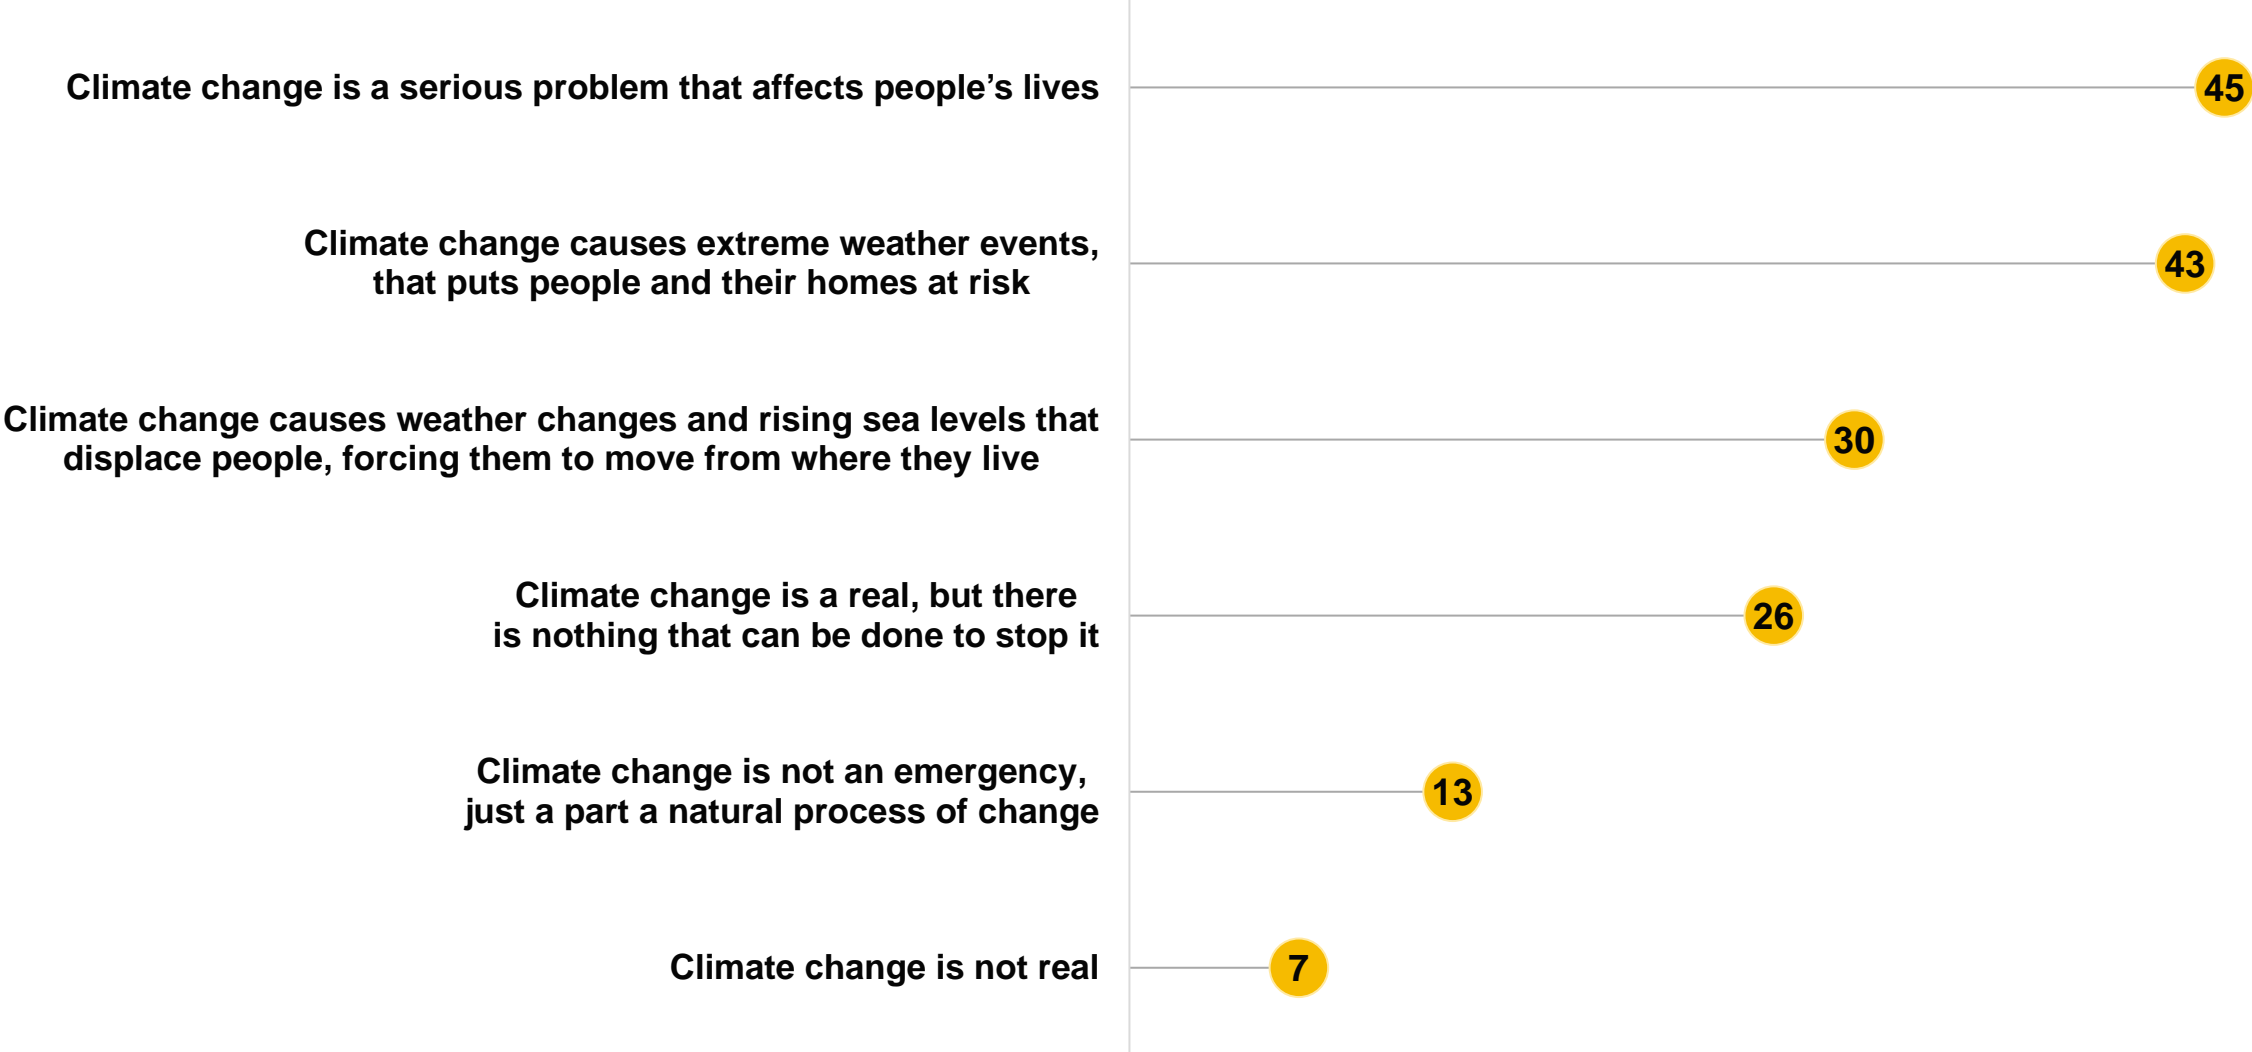 Climate change is a serious problem that affects people’s lives
45
Climate change causes extreme weather events,
that puts people and their homes at risk
43
Climate change causes weather changes and rising sea levels that
displace people, forcing them to move from where they live
30
Climate change is a real, but there
is nothing that can be done to stop it
26
Climate change is not an emergency,
just a part a natural process of change
13
Climate change is not real
7